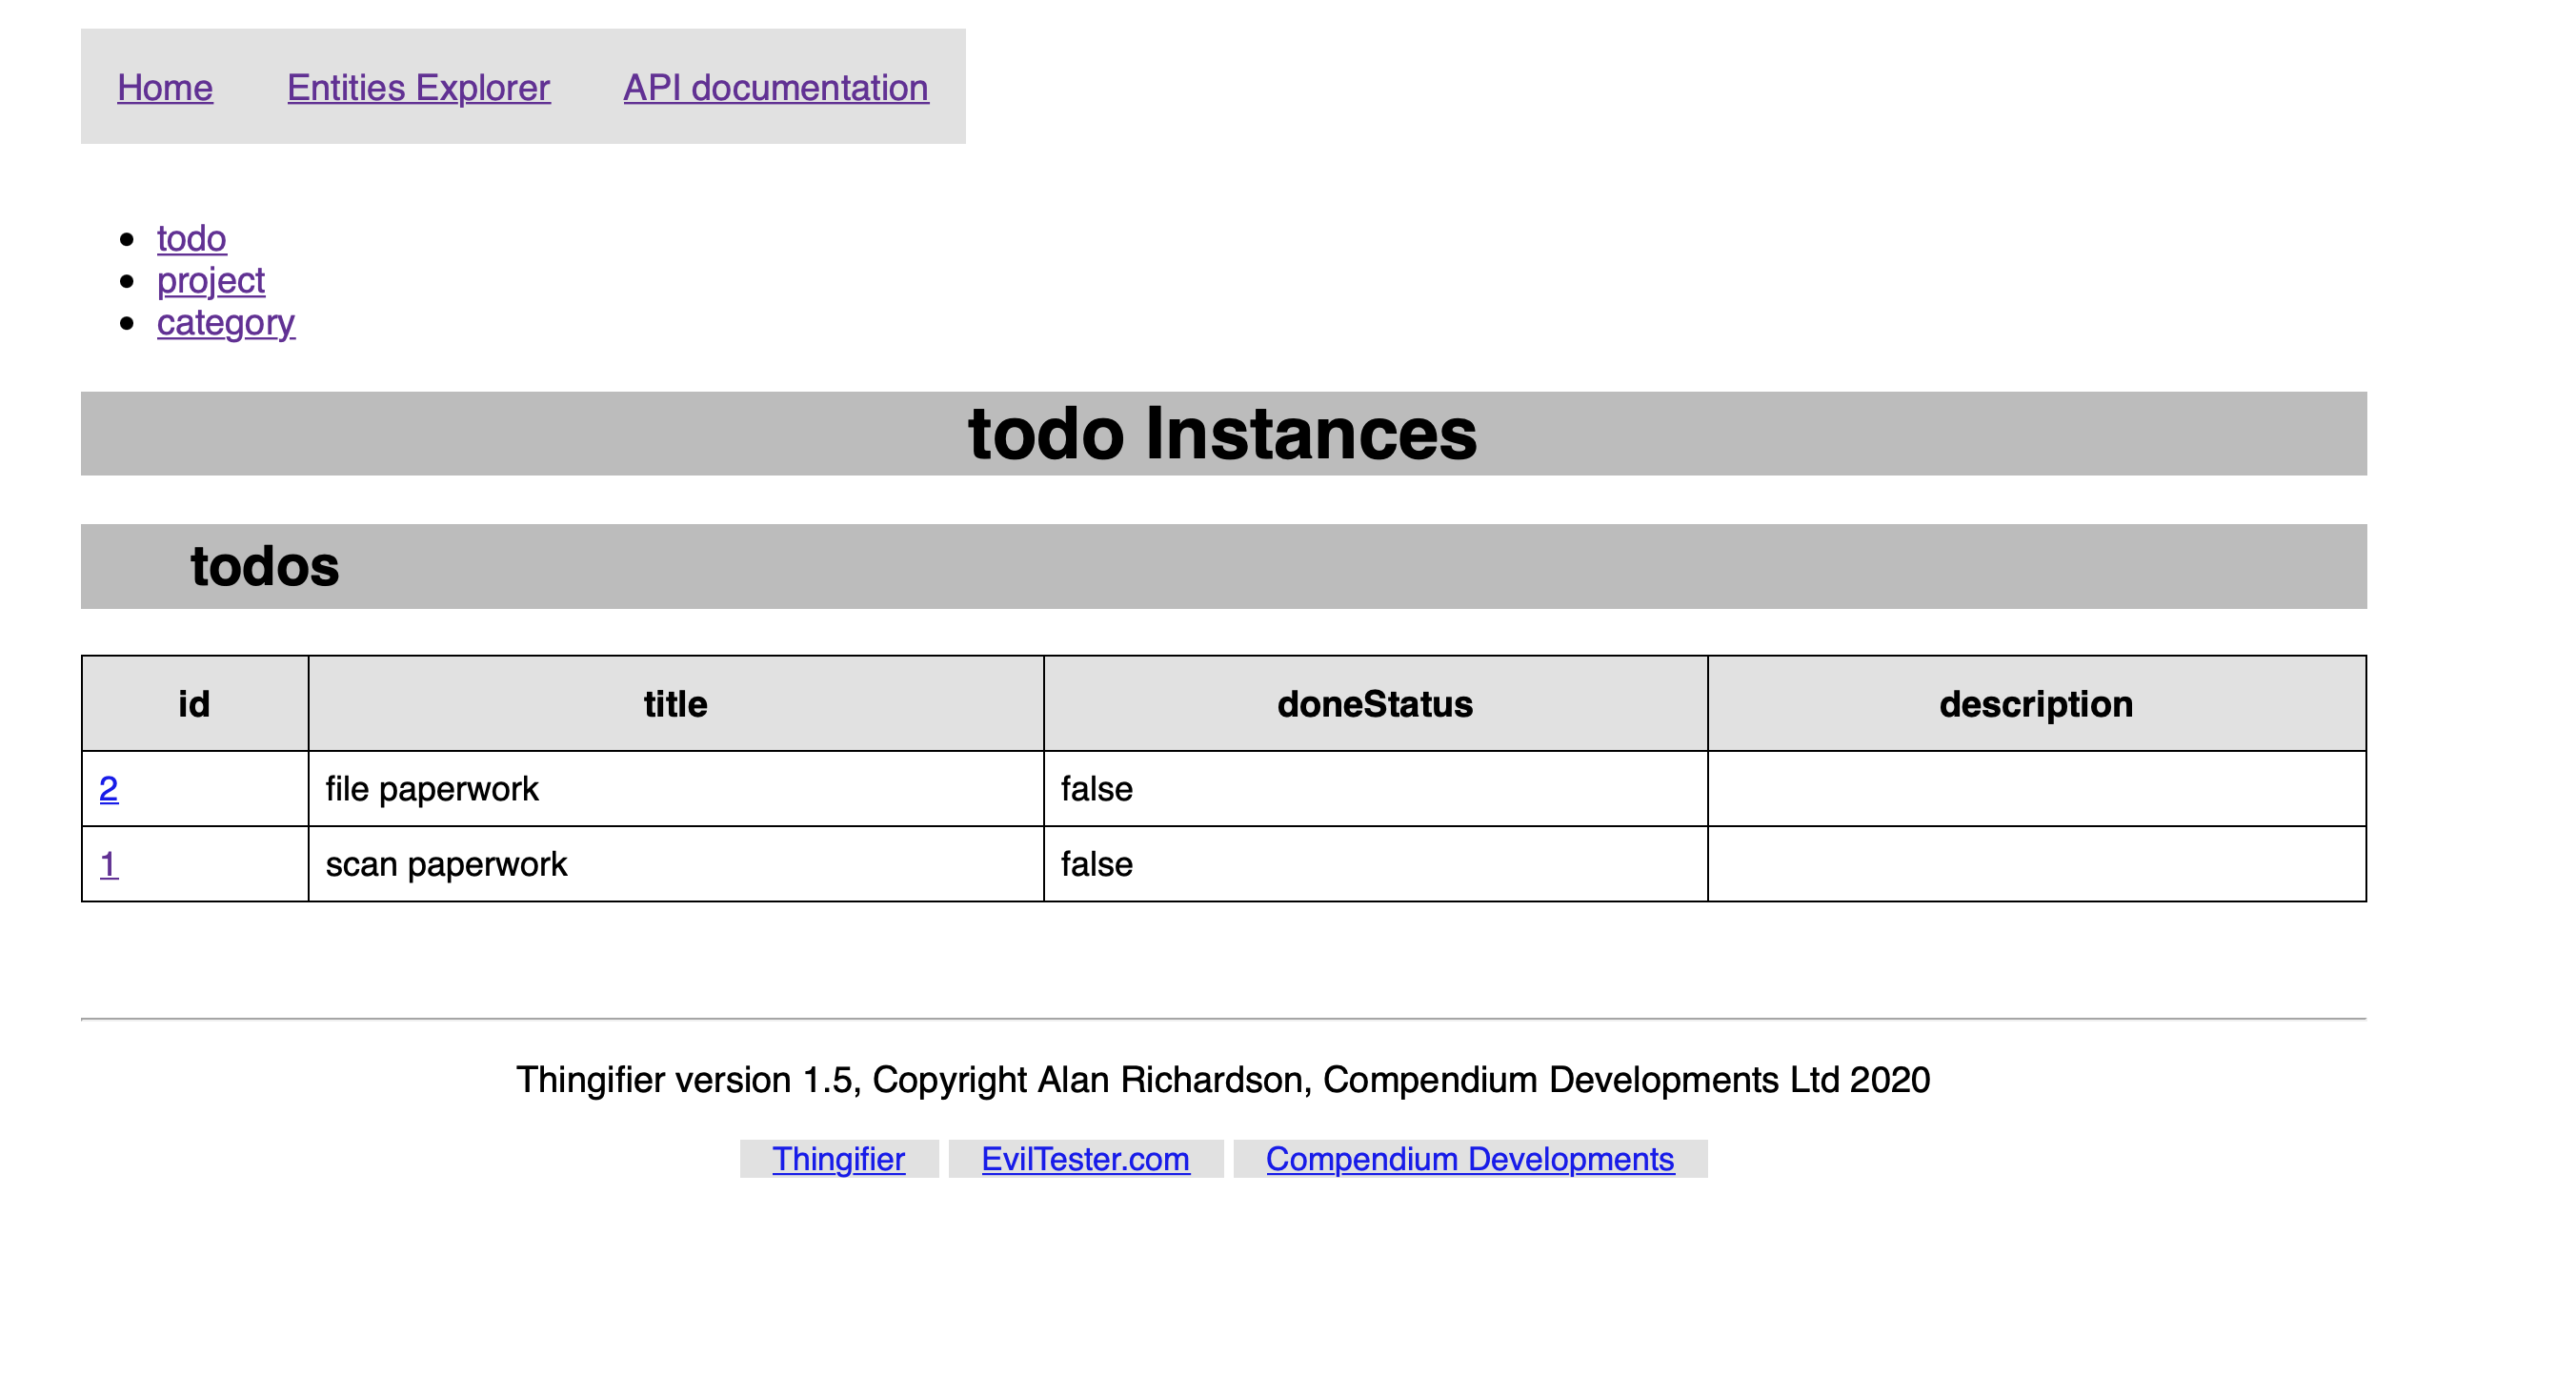 Home Entities Explorer API documentation
todo
project
category
todo Instances
todos
id title doneStatus description
2 file paperwork false
1 scan paperwork false
Thingifier version 1.5, Copyright Alan Richardson, Compendium Developments Ltd 2020
Thingifier EvilTester.com Compendium Developments